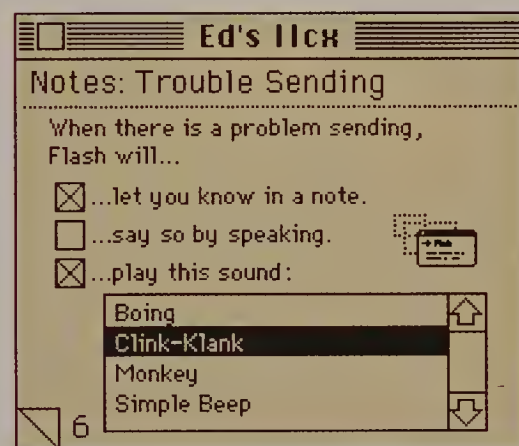 Ed's IIcx
Notes: Trouble Sending
When there is a problem sending,
Flash will...
...let you know in a note.
...say so by speaking.
...play this sound:
Boing
Clink-Klank
Monkey
Simple Beep
6